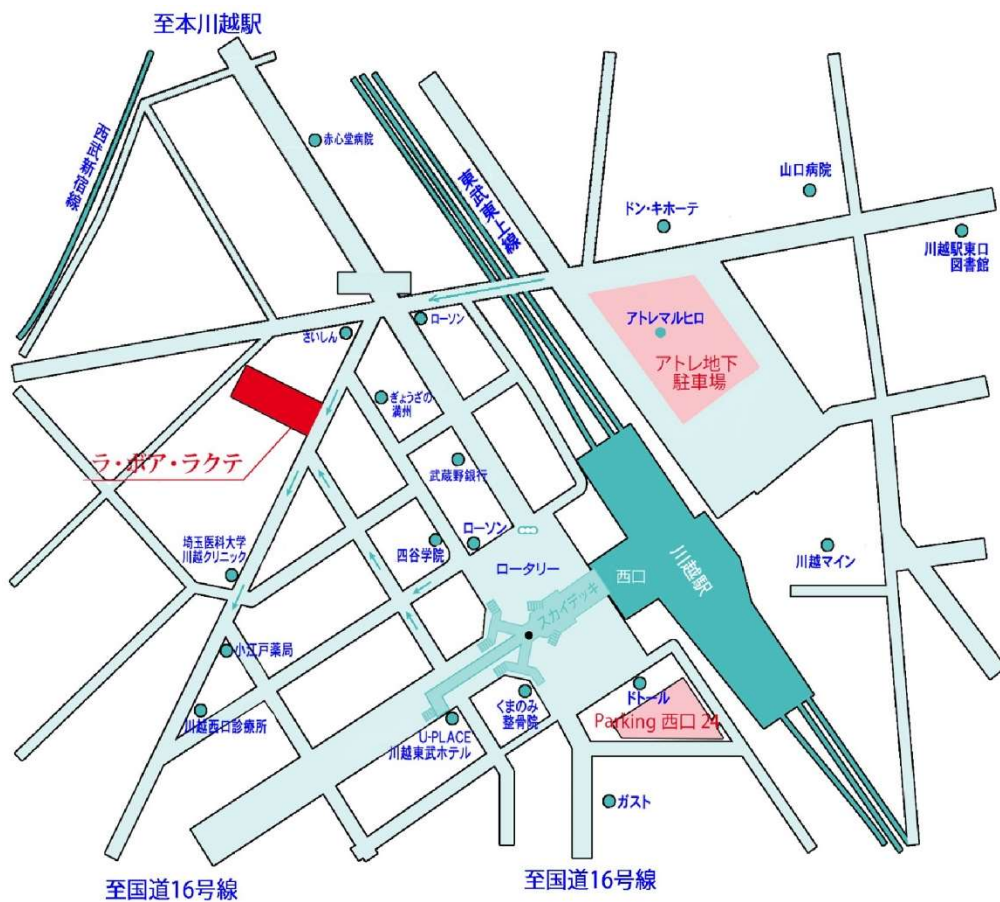 至本川越駅
赤心堂病院
西武新宿線
東武東上線
山口病院
ドン・キホーテ
川越駅東口
図書館
アトレマルヒロ
アトレ地下
駐車場
ローソン
さいしん
ぎょうざの
満州
ラ・ボア・ラクテ
武蔵野銀行
埼玉医科大学
川越クリニック
四谷学院
ローソン
ロータリー
西口
川越駅
川越マイン
スカイデッキ
小江戸薬局
川越西口診療所
くまのみ
整骨院
ドトール
Parking 西口 24
U-PLACE
川越東武ホテル
ガスト
至国道16号線
至国道16号線